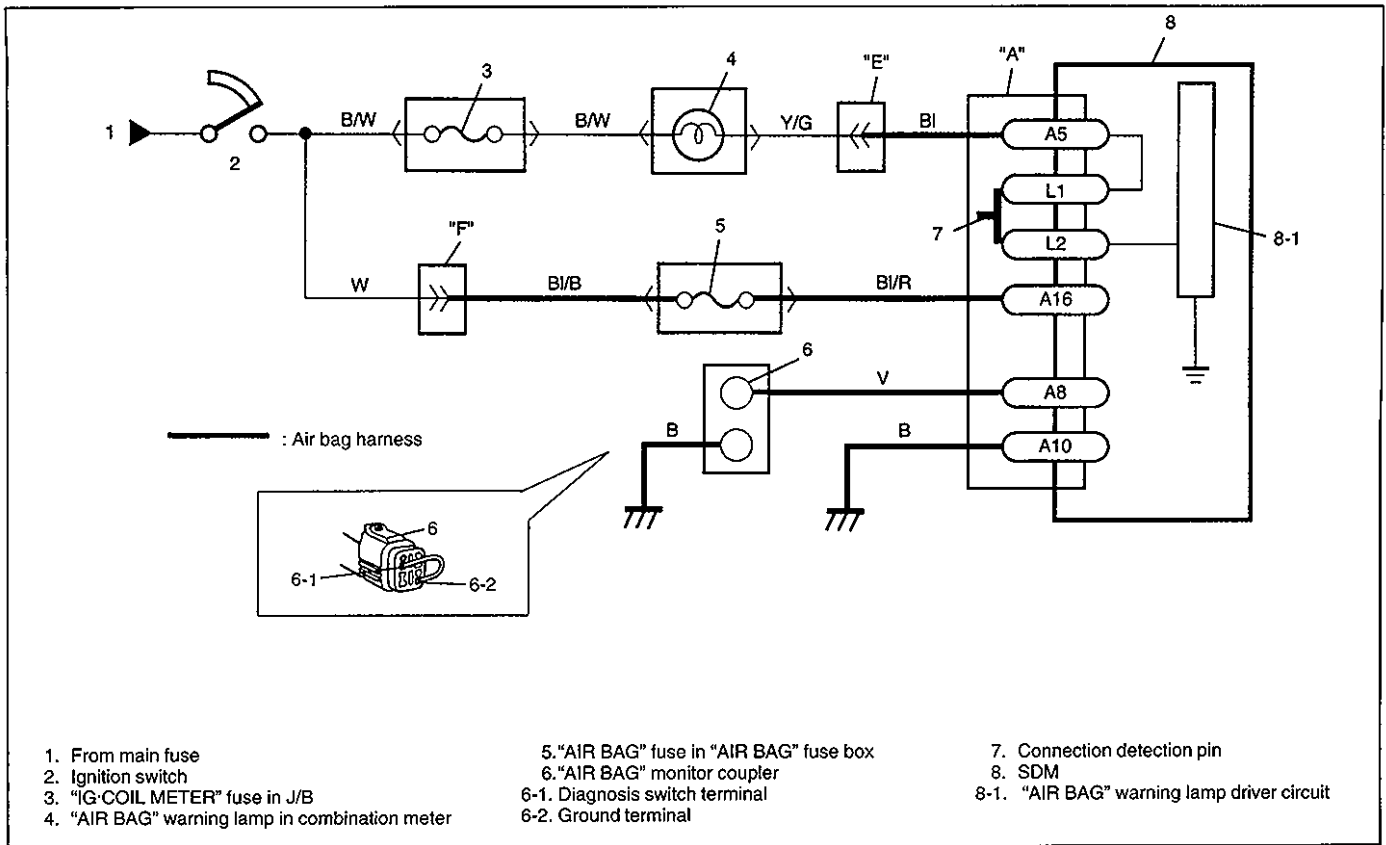 8
4
"A"
3
"E"
B/W
B/W
Y/G
Bl
A5
1
2
L1
7
8-1
"F"
5
L2
W
Bl/B
Bl/R
A16
6
V
A8
B
B
A10
: Air bag harness
6
6-1
6-2
1. From main fuse
2. Ignition switch
3. "IG·COIL METER" fuse in J/B
4. "AIR BAG" warning lamp in combination meter
5. "AIR BAG" fuse in "AIR BAG" fuse box
6. "AIR BAG" monitor coupler
6-1. Diagnosis switch terminal
6-2. Ground terminal
7. Connection detection pin
8. SDM
8-1. "AIR BAG" warning lamp driver circuit